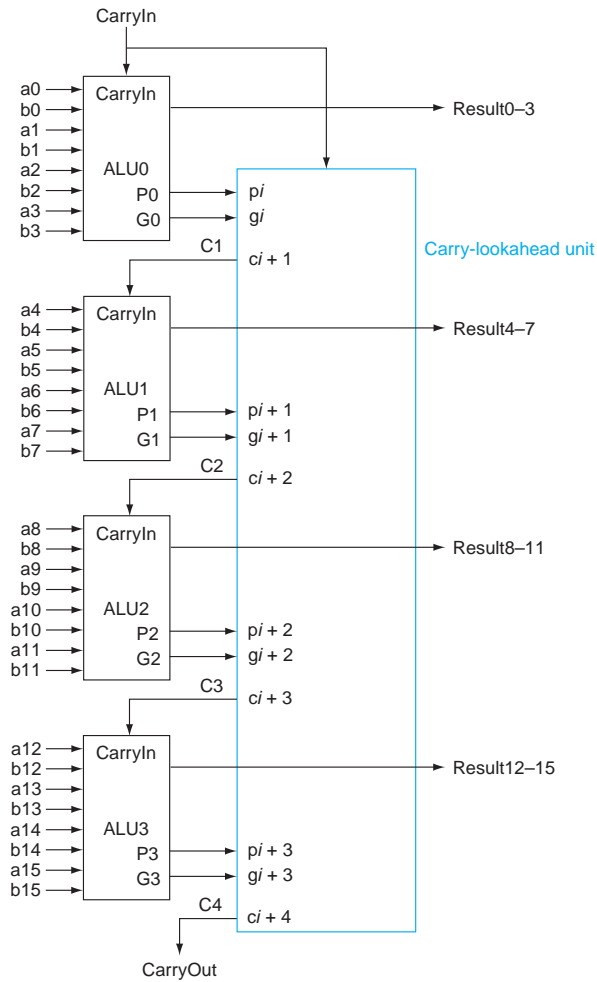 CarryIn
a0
b0
a1
b1
a2
b2
a3
b3
CarryIn
ALU0
P0
G0
Result0–3
pi
gi
Carry-lookahead unit
C1
ci + 1
a4
b4
a5
b5
a6
b6
a7
b7
CarryIn
ALU1
P1
G1
Result4–7
pi + 1
gi + 1
C2
ci + 2
a8
b8
a9
b9
a10
b10
a11
b11
CarryIn
ALU2
P2
G2
Result8–11
pi + 2
gi + 2
C3
ci + 3
a12
b12
a13
b13
a14
b14
a15
b15
CarryIn
ALU3
P3
G3
Result12–15
pi + 3
gi + 3
C4
ci + 4
CarryOut